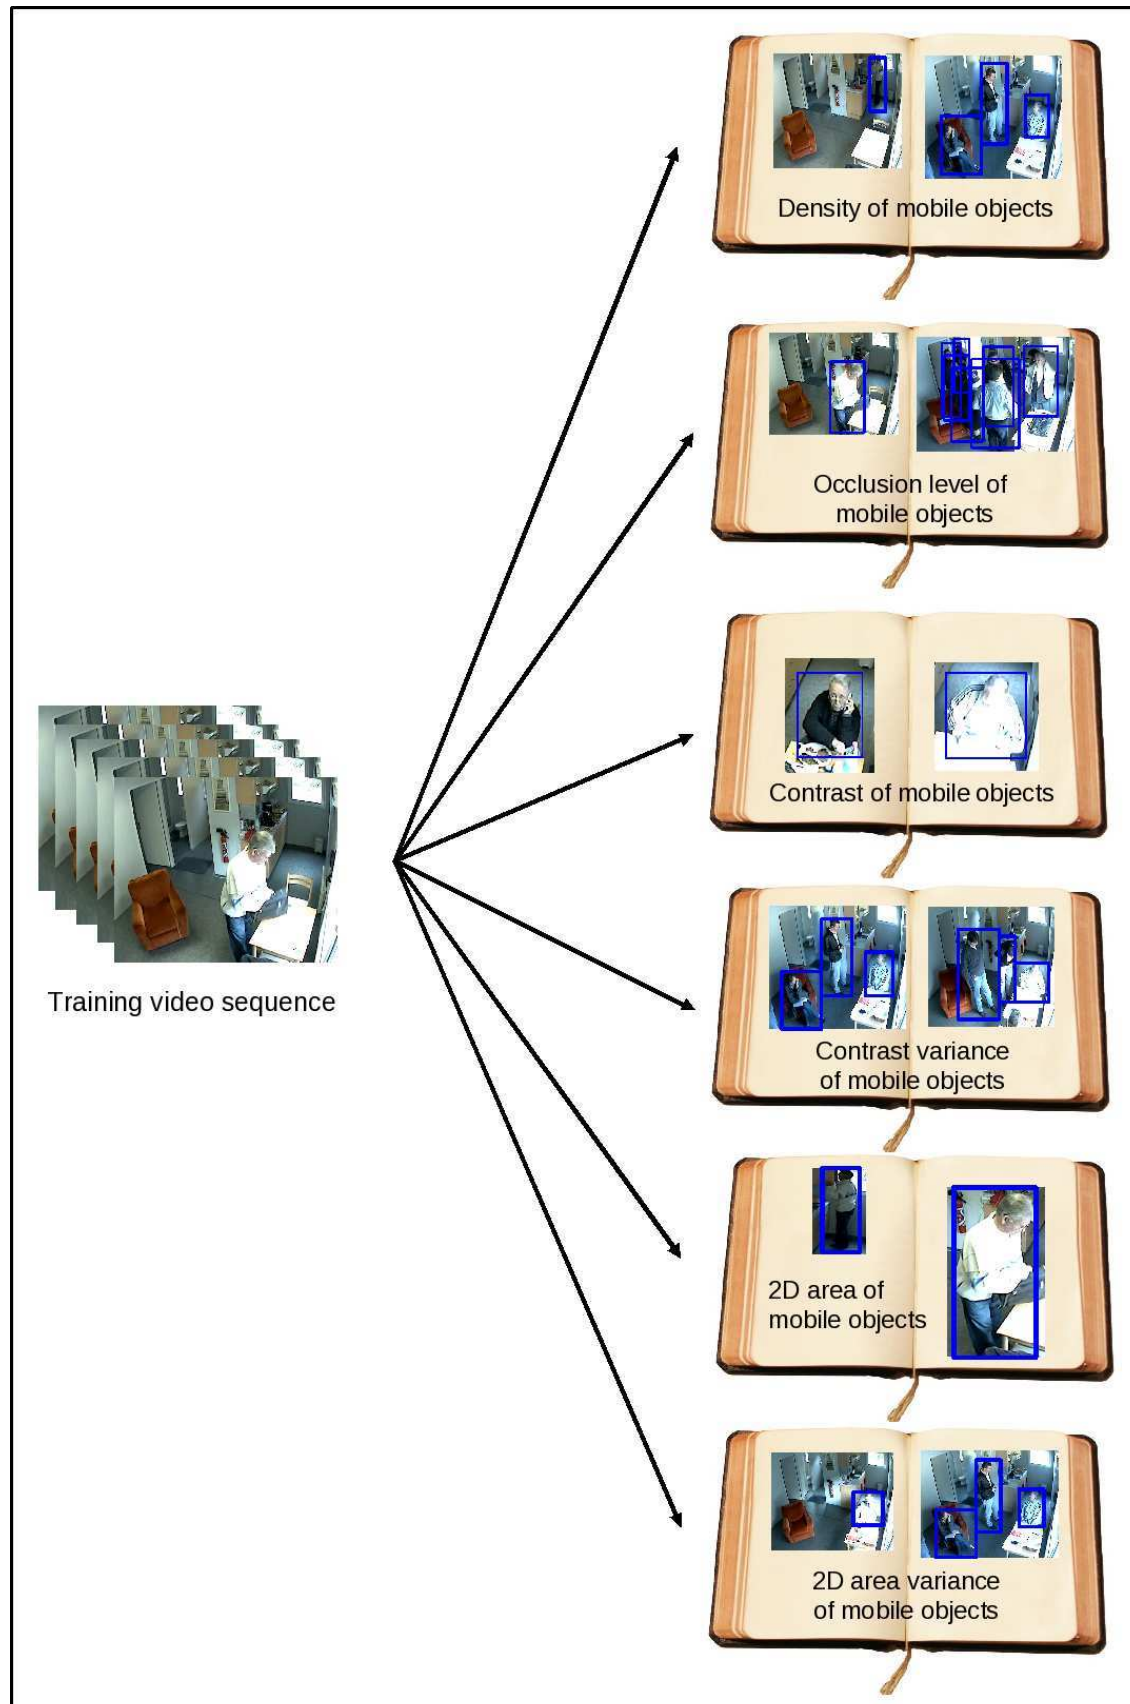 Density of mobile objects
Occlusion level of
mobile objects
Contrast of mobile objects
Training video sequence
Contrast variance
of mobile objects
2D area of
mobile objects
2D area variance
of mobile objects